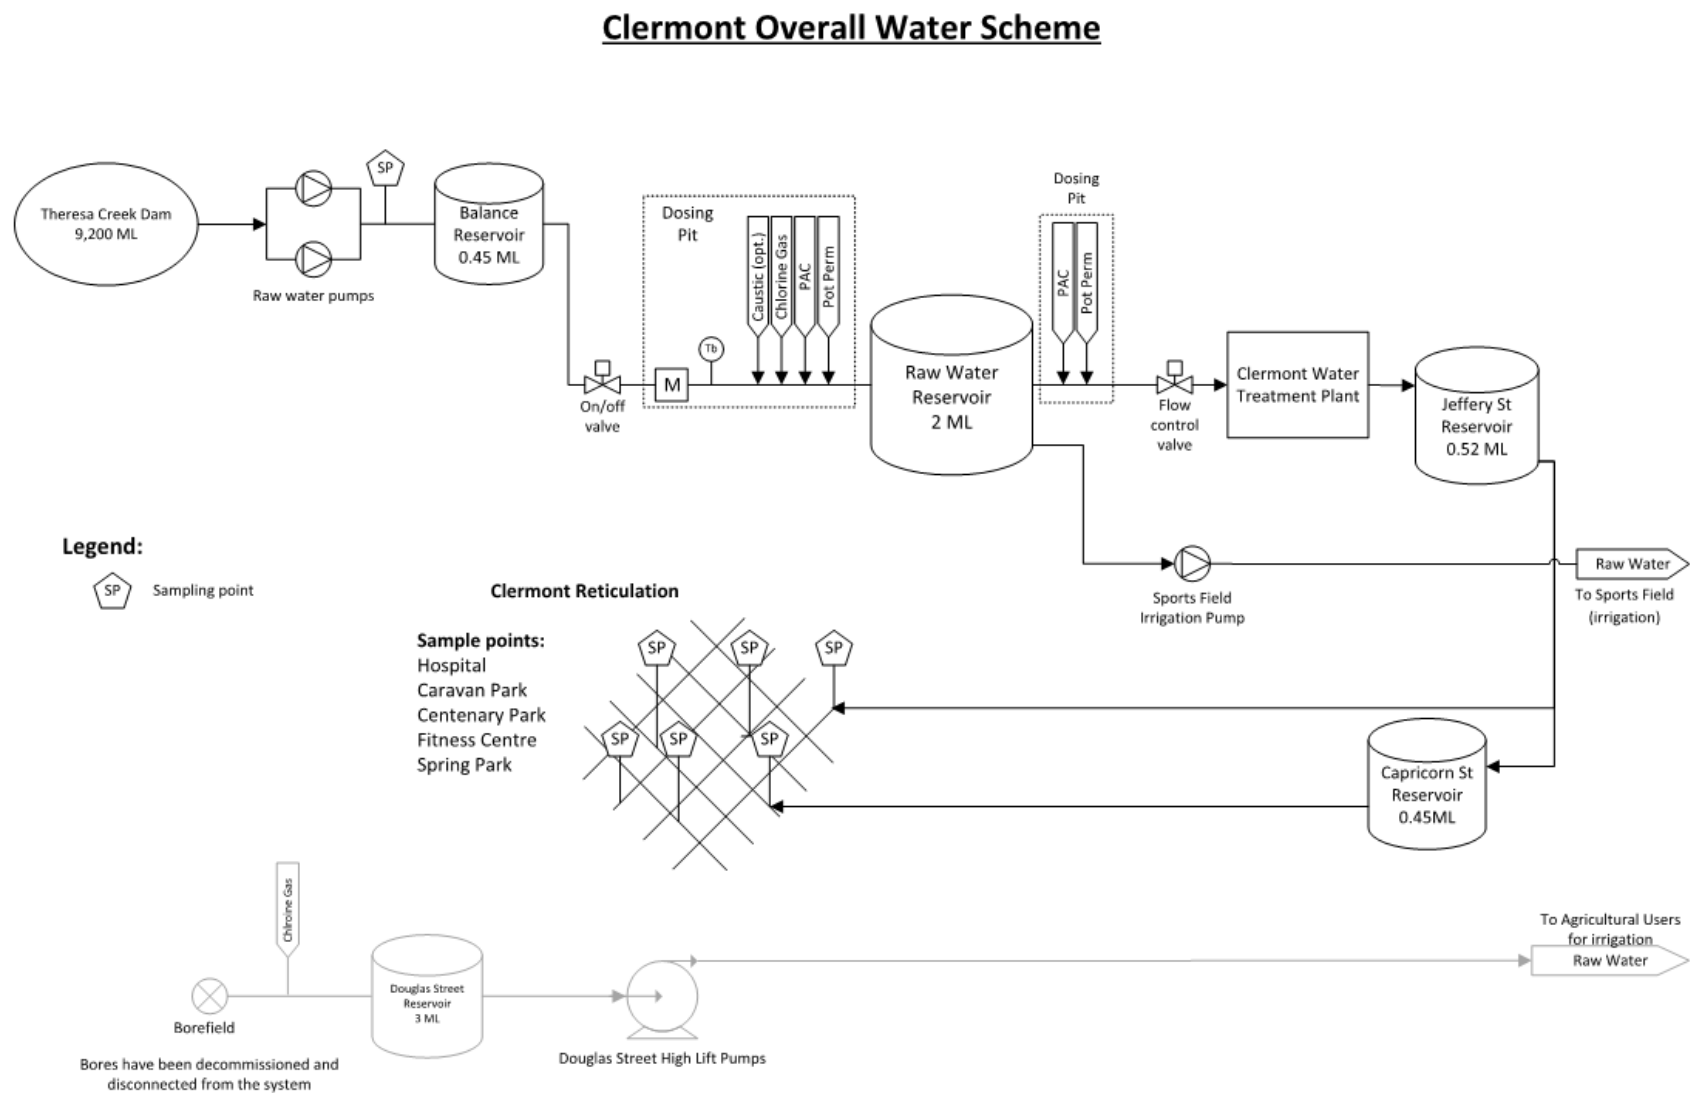 Clermont Overall Water Scheme
SP
Theresa Creek Dam
9,200 ML
Raw water pumps
Balance
Reservoir
0.45 ML
On/off
valve
Dosing
Pit
M
Tb
Caustic (opt.)
Chlorine Gas
PAC
Pot Perm
Raw Water
Reservoir
2 ML
Dosing
Pit
PAC
Pot Perm
Flow
control
valve
Clermont Water
Treatment Plant
Jeffery St
Reservoir
0.52 ML
Legend:
SP
Sampling point
Sports Field
Irrigation Pump
Raw Water
To Sports Field
(irrigation)
Clermont Reticulation
Sample points:
Hospital
Caravan Park
Centenary Park
Fitness Centre
Spring Park
SP
SP
SP
SP
SP
SP
Capricorn St
Reservoir
0.45ML
Chlroine Gas
Borefield
Bores have been decommissioned and
disconnected from the system
Douglas Street
Reservoir
3 ML
Douglas Street High Lift Pumps
To Agricultural Users
for irrigation
Raw Water